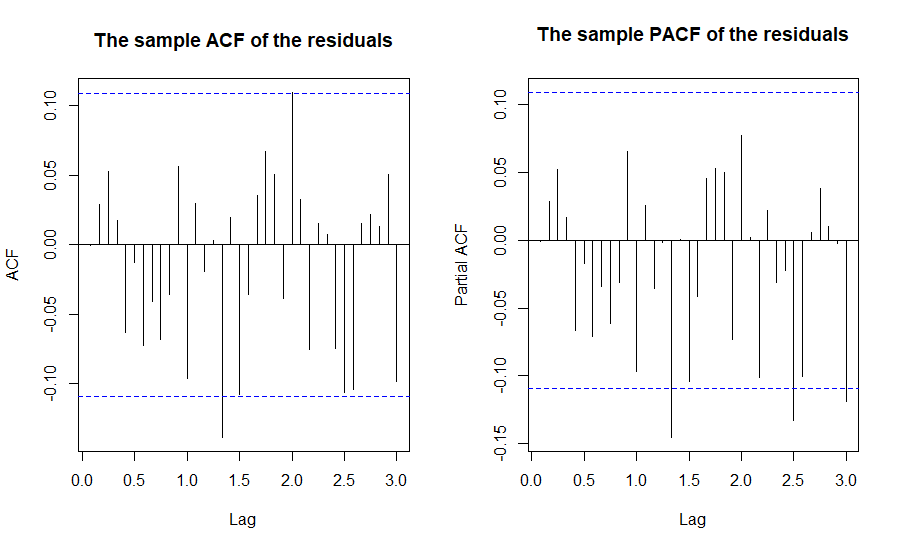 The sample ACF of the residuals
ACF
0.10
0.05
0.00
-0.05
-0.10
0.0 0.5 1.0 1.5 2.0 2.5 3.0
Lag
The sample PACF of the residuals
Partial ACF
0.10
0.05
0.00
-0.05
-0.10
-0.15
0.0 0.5 1.0 1.5 2.0 2.5 3.0
Lag